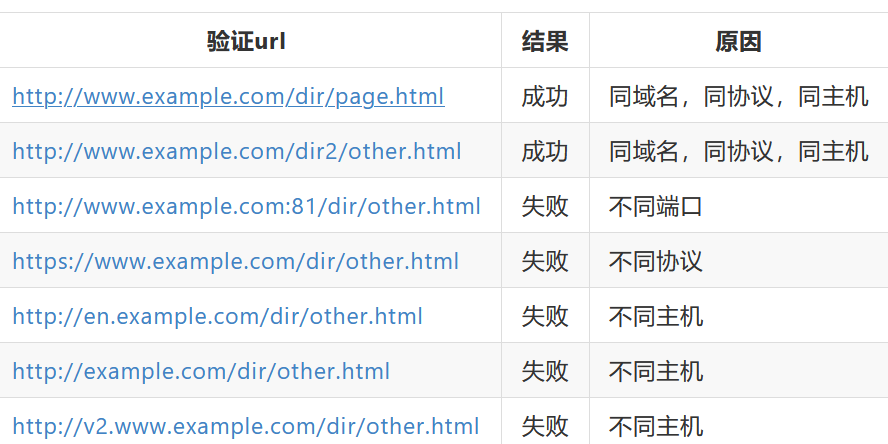 验证url 结果 原因
http://www.example.com/dir/page.html 成功 同域名，同协议，同主机
http://www.example.com/dir2/other.html 成功 同域名，同协议，同主机
http://www.example.com:81/dir/other.html 失败 不同端口
https://www.example.com/dir/other.html 失败 不同协议
http://en.example.com/dir/other.html 失败 不同主机
http://example.com/dir/other.html 失败 不同主机
http://v2.www.example.com/dir/other.html 失败 不同主机